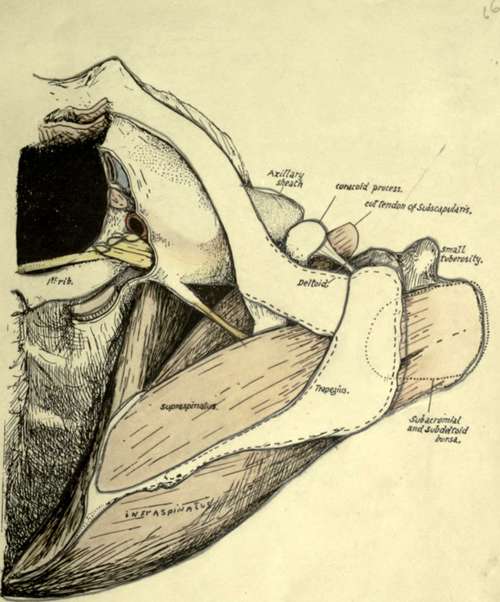 16
Axillary
sheath
coracoid process.
cut tendon of Subscapularis.
small
tuberosity.
1st rib.
Deltoid.
Trapezius.
Supraspinatus.
Subacromial
and Subdeltoid
bursa.
INFRASPINATUS